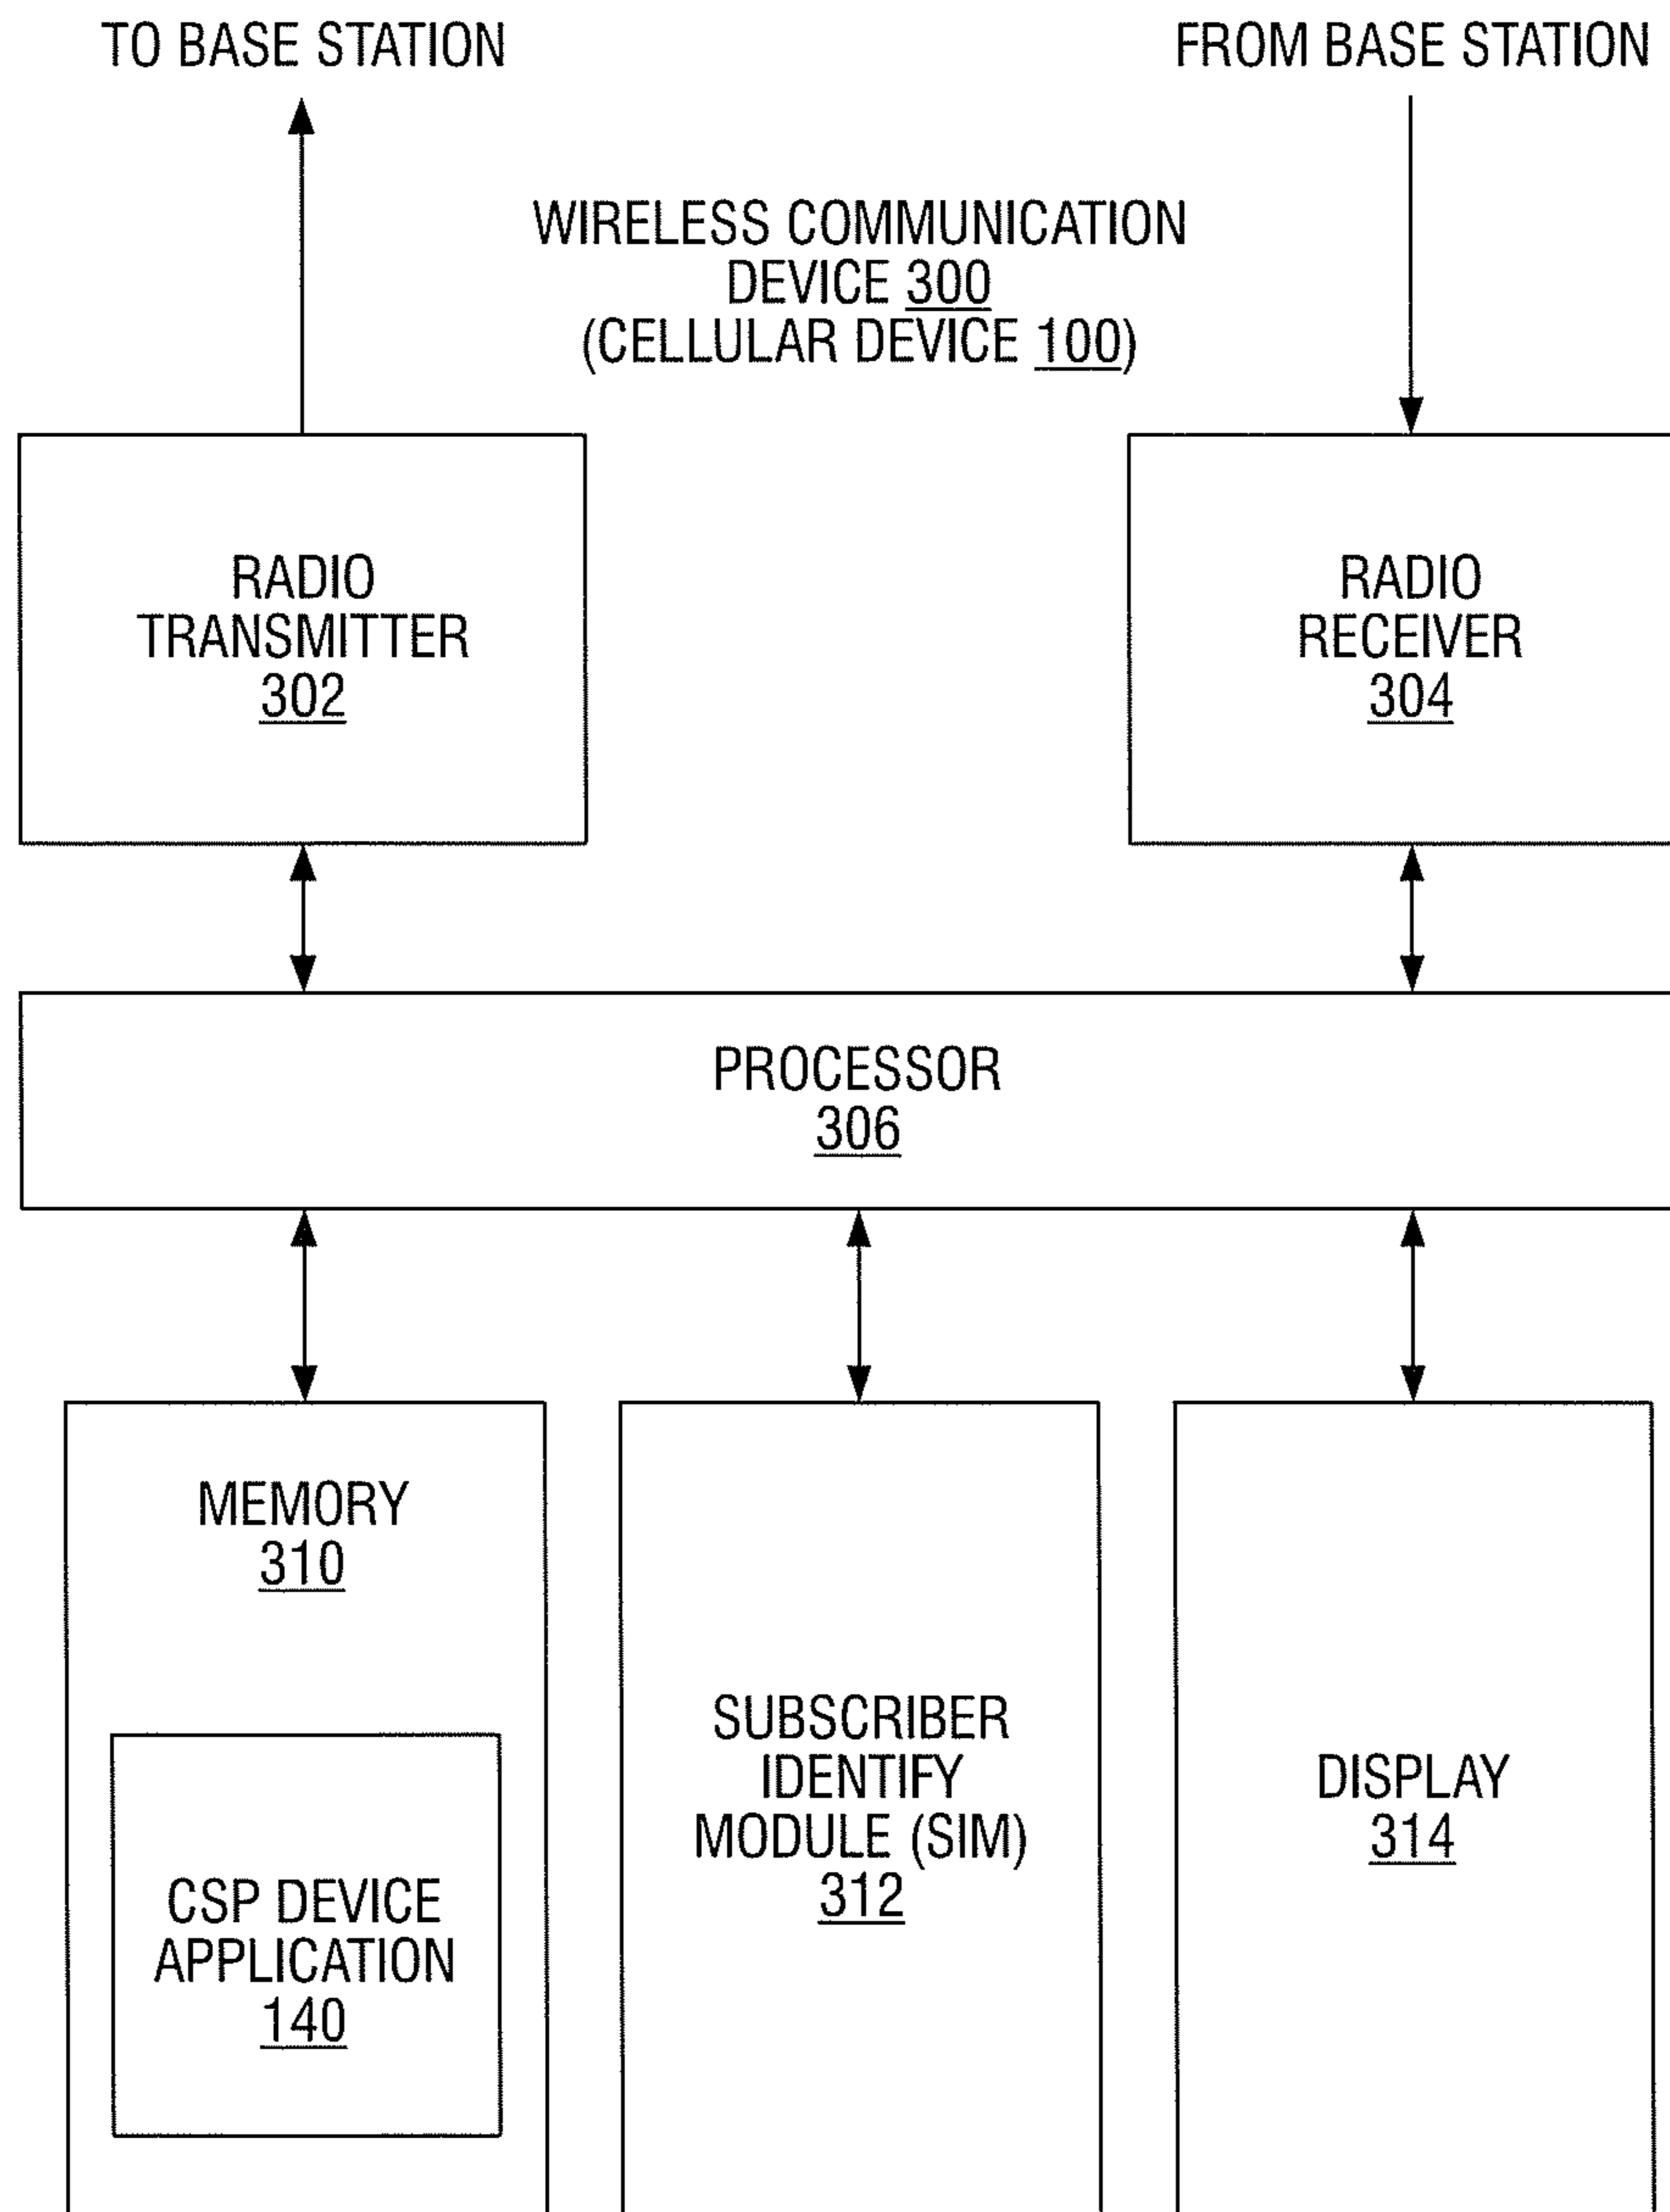 TO BASE STATION
FROM BASE STATION
WIRELESS COMMUNICATION
DEVICE 300
(CELLULAR DEVICE 100)
RADIO
TRANSMITTER
302
RADIO
RECEIVER
304
PROCESSOR
306
MEMORY
310
CSP DEVICE
APPLICATION
140
SUBSCRIBER
IDENTIFY
MODULE (SIM)
312
DISPLAY
314